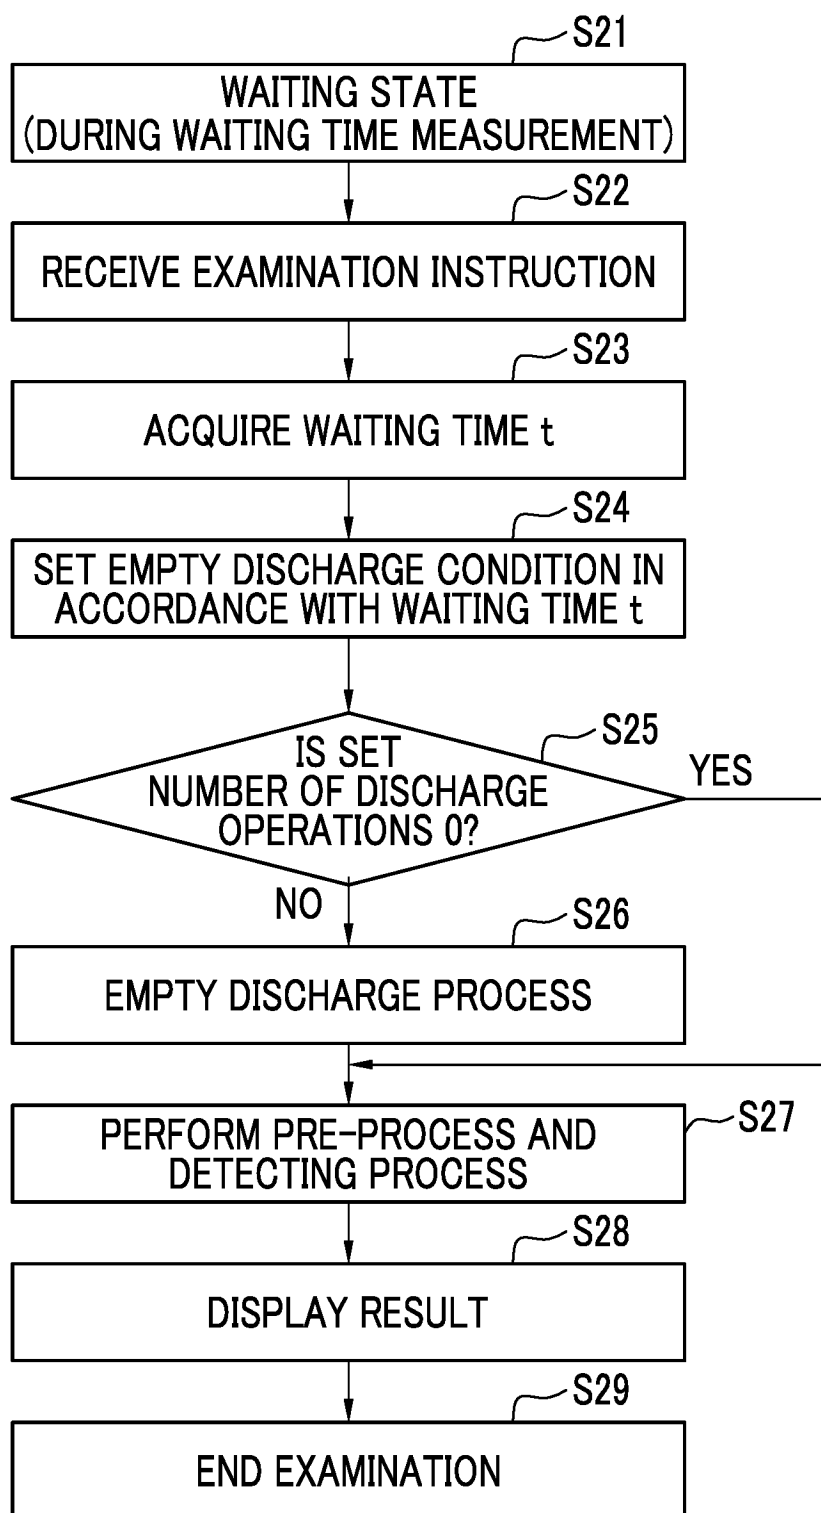 S21
WAITING STATE
(DURING WAITING TIME MEASUREMENT)
S22
RECEIVE EXAMINATION INSTRUCTION
S23
ACQUIRE WAITING TIME t
S24
SET EMPTY DISCHARGE CONDITION IN
ACCORDANCE WITH WAITING TIME t
S25
IS SET
NUMBER OF DISCHARGE
OPERATIONS 0?
YES
NO
S26
EMPTY DISCHARGE PROCESS
S27
PERFORM PRE-PROCESS AND
DETECTING PROCESS
S28
DISPLAY RESULT
S29
END EXAMINATION